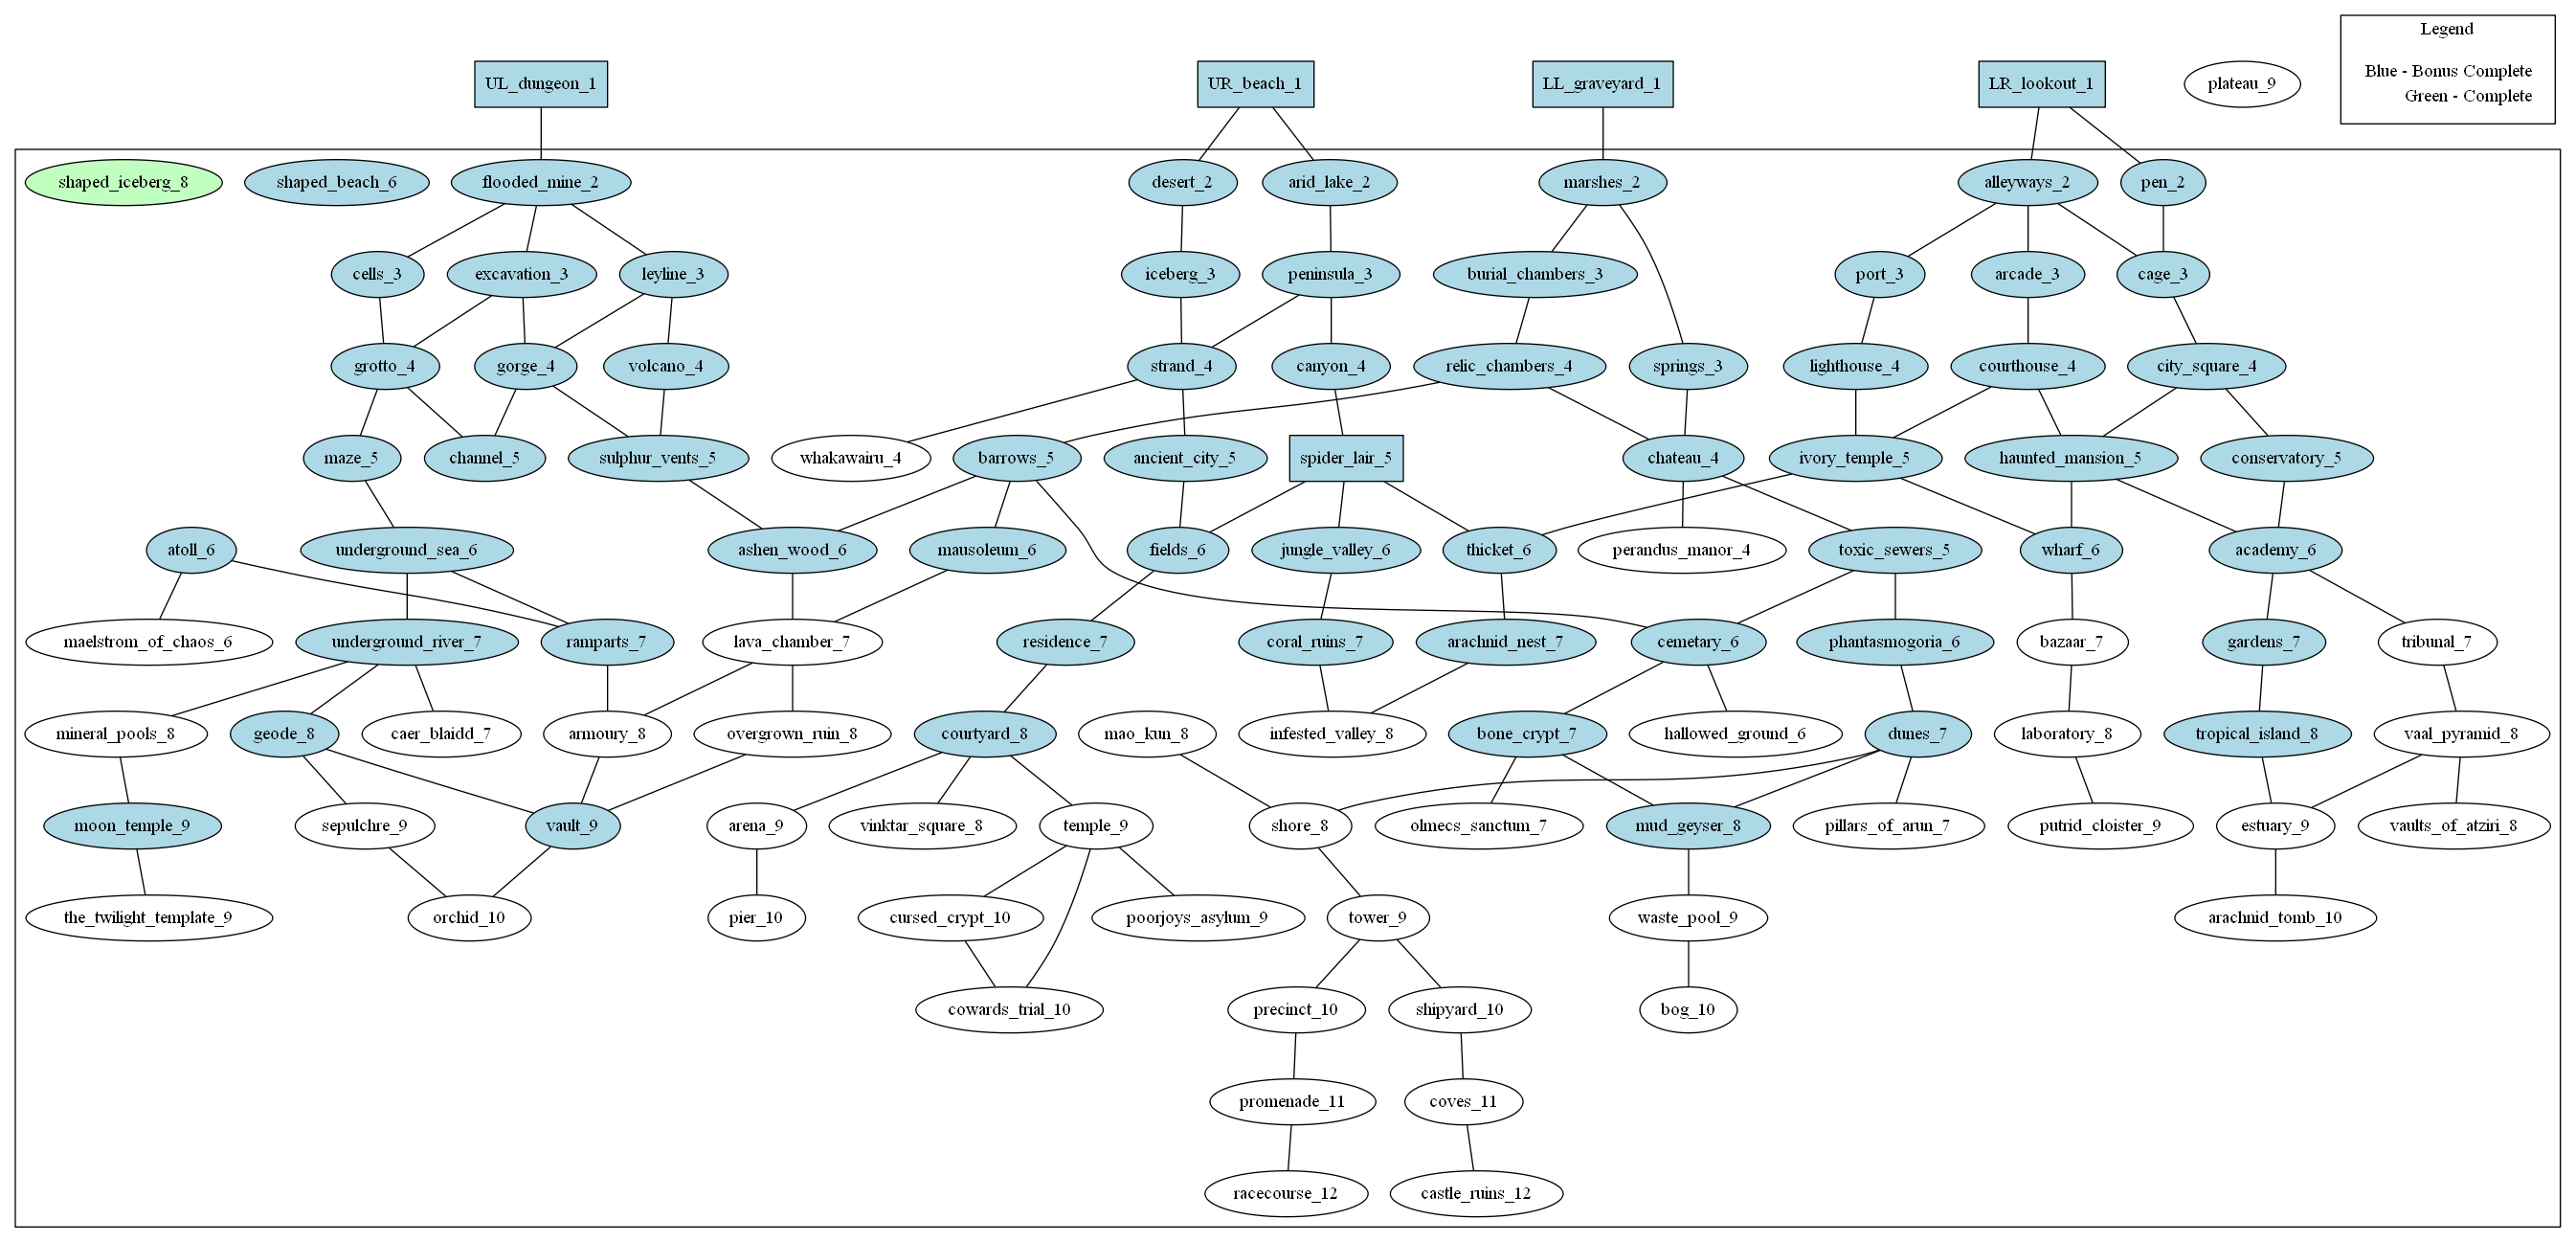 Legend
UL_dungeon_1
UR_beach_1
LL_graveyard_1
LR_lookout_1
plateau_9
Blue - Bonus Complete
Green - Complete
shaped_iceberg_8
shaped_beach_6
flooded_mine_2
desert_2
arid_lake_2
marshes_2
alleyways_2
pen_2
cells_3
excavation_3
leyline_3
iceberg_3
peninsula_3
burial_chambers_3
port_3
arcade_3
cage_3
grotto_4
gorge_4
volcano_4
strand_4
canyon_4
relic_chambers_4
springs_3
lighthouse_4
courthouse_4
city_square_4
maze_5
channel_5
sulphur_vents_5
whakawairu_4
barrows_5
ancient_city_5
spider_lair_5
chateau_4
ivory_temple_5
haunted_mansion_5
conservatory_5
atoll_6
underground_sea_6
ashen_wood_6
mausoleum_6
fields_6
jungle_valley_6
thicket_6
perandus_manor_4
toxic_sewers_5
wharf_6
academy_6
maelstrom_of_chaos_6
underground_river_7
ramparts_7
lava_chamber_7
residence_7
coral_ruins_7
arachnid_nest_7
cemetary_6
phantasmogoria_6
bazaar_7
gardens_7
tribunal_7
mineral_pools_8
geode_8
caer_blaidd_7
armoury_8
overgrown_ruin_8
courtyard_8
mao_kun_8
infested_valley_8
bone_crypt_7
hallowed_ground_6
dunes_7
laboratory_8
tropical_island_8
vaal_pyramid_8
moon_temple_9
sepulchre_9
vault_9
arena_9
vinktar_square_8
temple_9
shore_8
olmecs_sanctum_7
mud_geyser_8
pillars_of_arun_7
putrid_cloister_9
estuary_9
vaults_of_atziri_8
the_twilight_template_9
orchid_10
pier_10
cursed_crypt_10
poorjoys_asylum_9
tower_9
waste_pool_9
arachnid_tomb_10
cowards_trial_10
precinct_10
shipyard_10
bog_10
promenade_11
coves_11
racecourse_12
castle_ruins_12